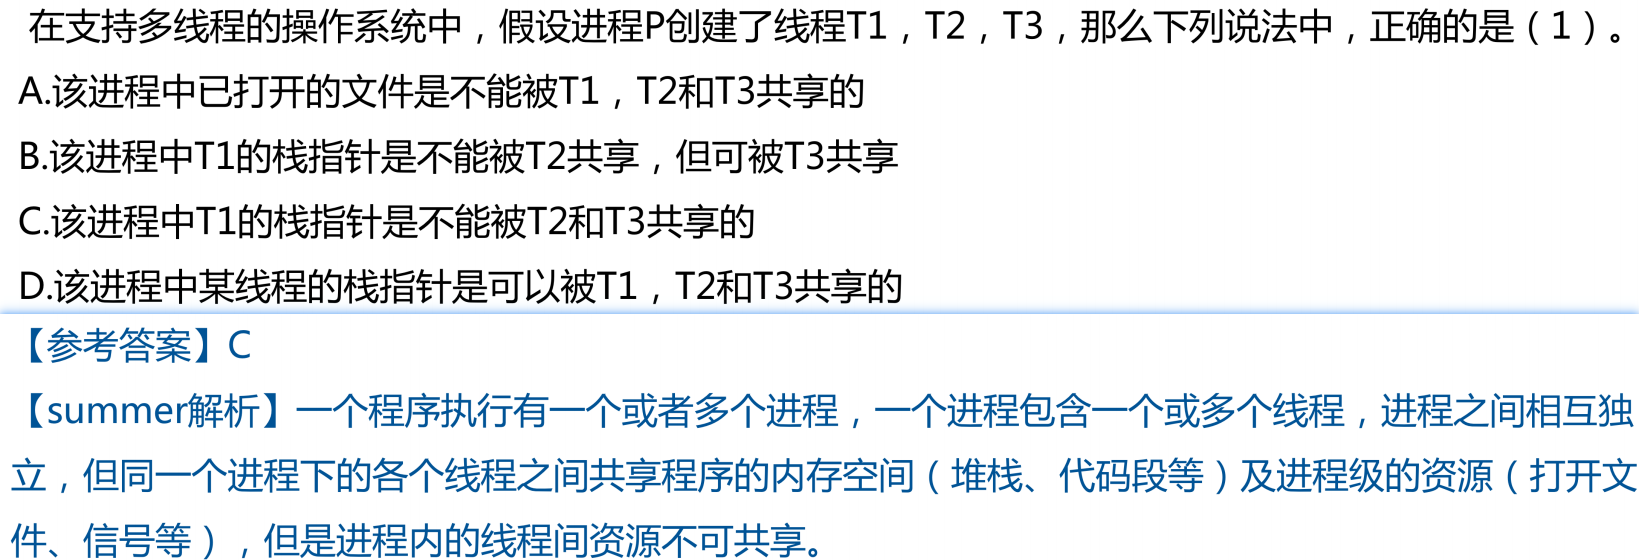 在支持多线程的操作系统中，假设进程P创建了线程T1，T2，T3，那么下列说法中，正确的是（1）。
A.该进程中已打开的文件是不能被T1，T2和T3共享的
B.该进程中T1的栈指针是不能被T2共享，但可被T3共享
C.该进程中T1的栈指针是不能被T2和T3共享的
D.该进程中某线程的栈指针是可以被T1，T2和T3共享的
【参考答案】C
【summer解析】一个程序执行有一个或者多个进程，一个进程包含一个或多个线程，进程之间相互独
立，但同一个进程下的各个线程之间共享程序的内存空间（堆栈、代码段等）及进程级的资源（打开文
件、信号等），但是进程内的线程间资源不可共享。